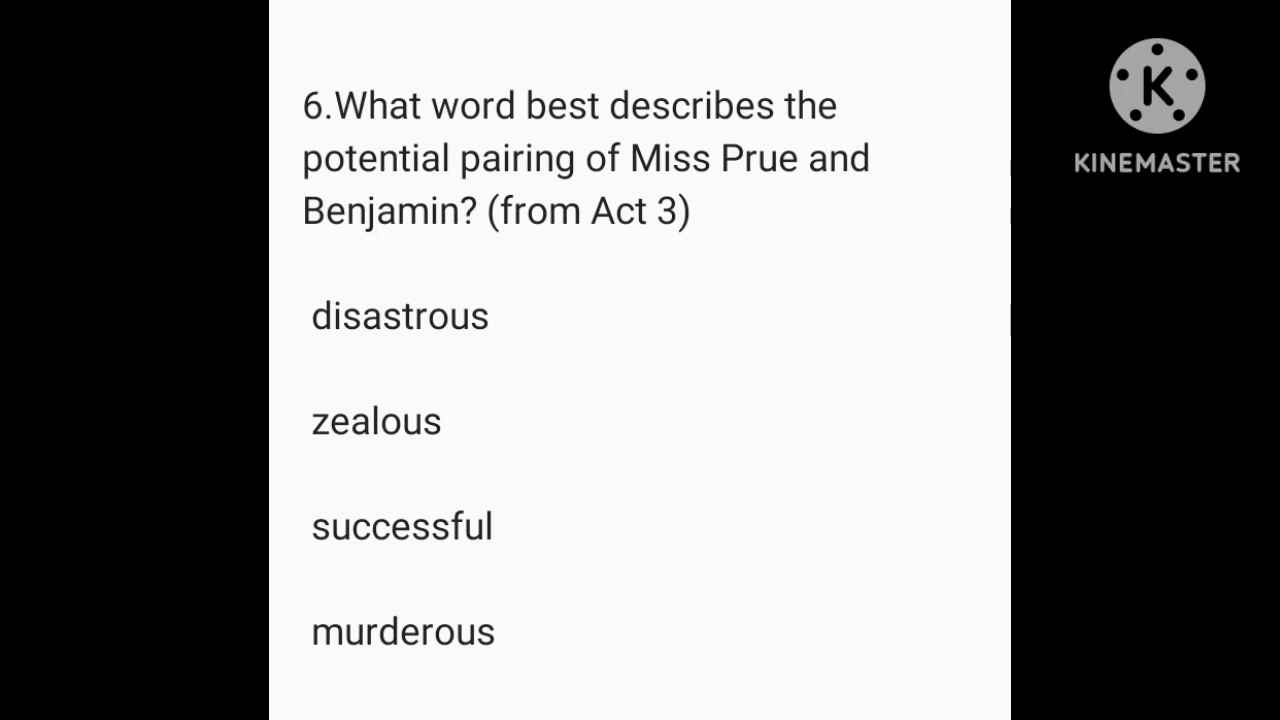 6.What word best describes the
potential pairing of Miss Prue and
Benjamin? (from Act 3)
disastrous
zealous
successful
murderous
K
KINEMASTER